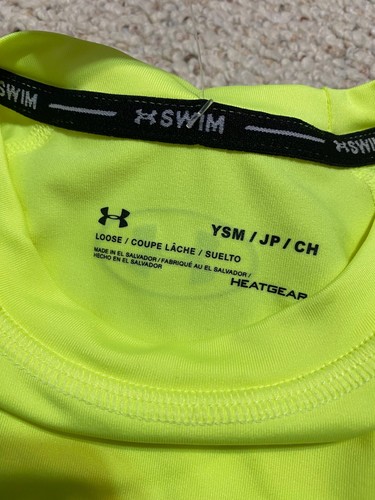 SWIM
SWIM
SWIM
YSM / JP / CH
LOOSE / COUPE LÂCHE / SUELTO
MADE IN EL SALVADOR / FABRIQUÉ AU EL SALVADOR /
HECHO EN EL SALVADOR
HEATGEAR